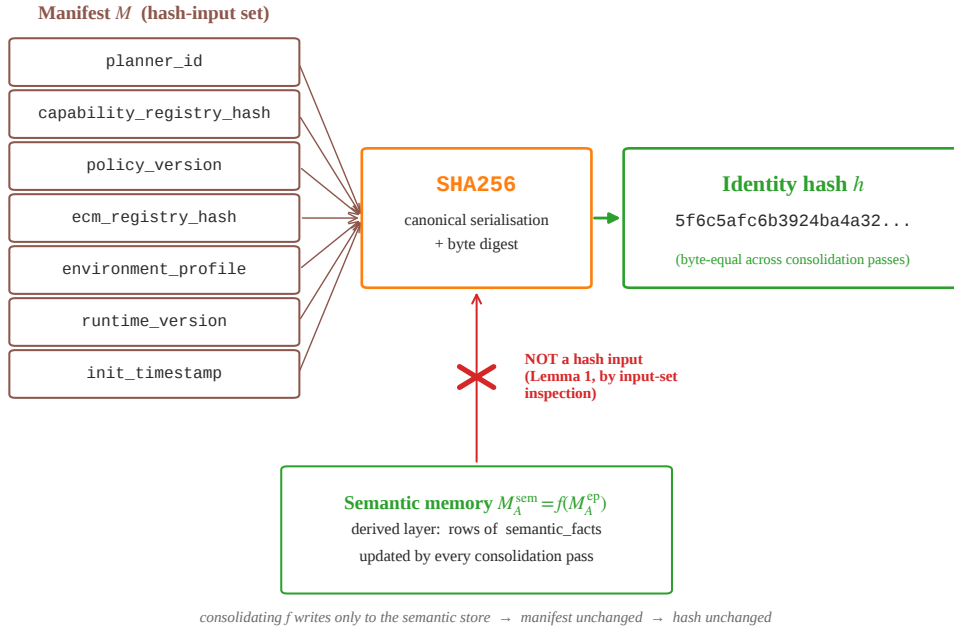 Manifest M (hash-input set)
planner_id
capability_registry_hash
policy_version
ecm_registry_hash
environment_profile
runtime_version
init_timestamp
SHA256
canonical serialisation
+ byte digest
Identity hash h
5f6c5afc6b3924ba4a32...
(byte-equal across consolidation passes)
NOT a hash input
(Lemma 1, by input-set
inspection)
Semantic memory M_A^sem = f(M_A^ep)
derived layer: rows of semantic_facts
updated by every consolidation pass
consolidating f writes only to the semantic store → manifest unchanged → hash unchanged